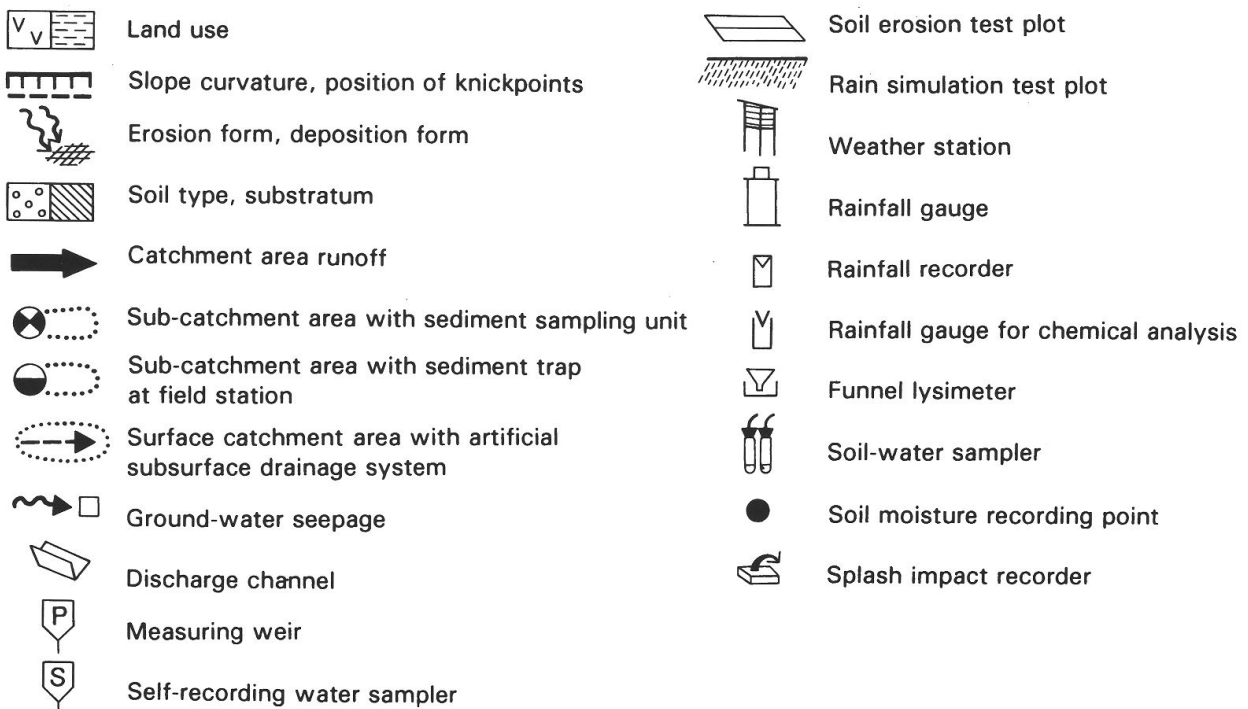 Land use
Slope curvature, position of knickpoints
Erosion form, deposition form
Soil type, substratum
Catchment area runoff
Sub-catchment area with sediment sampling unit
Sub-catchment area with sediment trap
at field station
Surface catchment area with artificial
subsurface drainage system
Ground-water seepage
Discharge channel
P
Measuring weir
S
Self-recording water sampler
Soil erosion test plot
Rain simulation test plot
Weather station
Rainfall gauge
Rainfall recorder
Rainfall gauge for chemical analysis
Funnel lysimeter
Soil-water sampler
Soil moisture recording point
Splash impact recorder